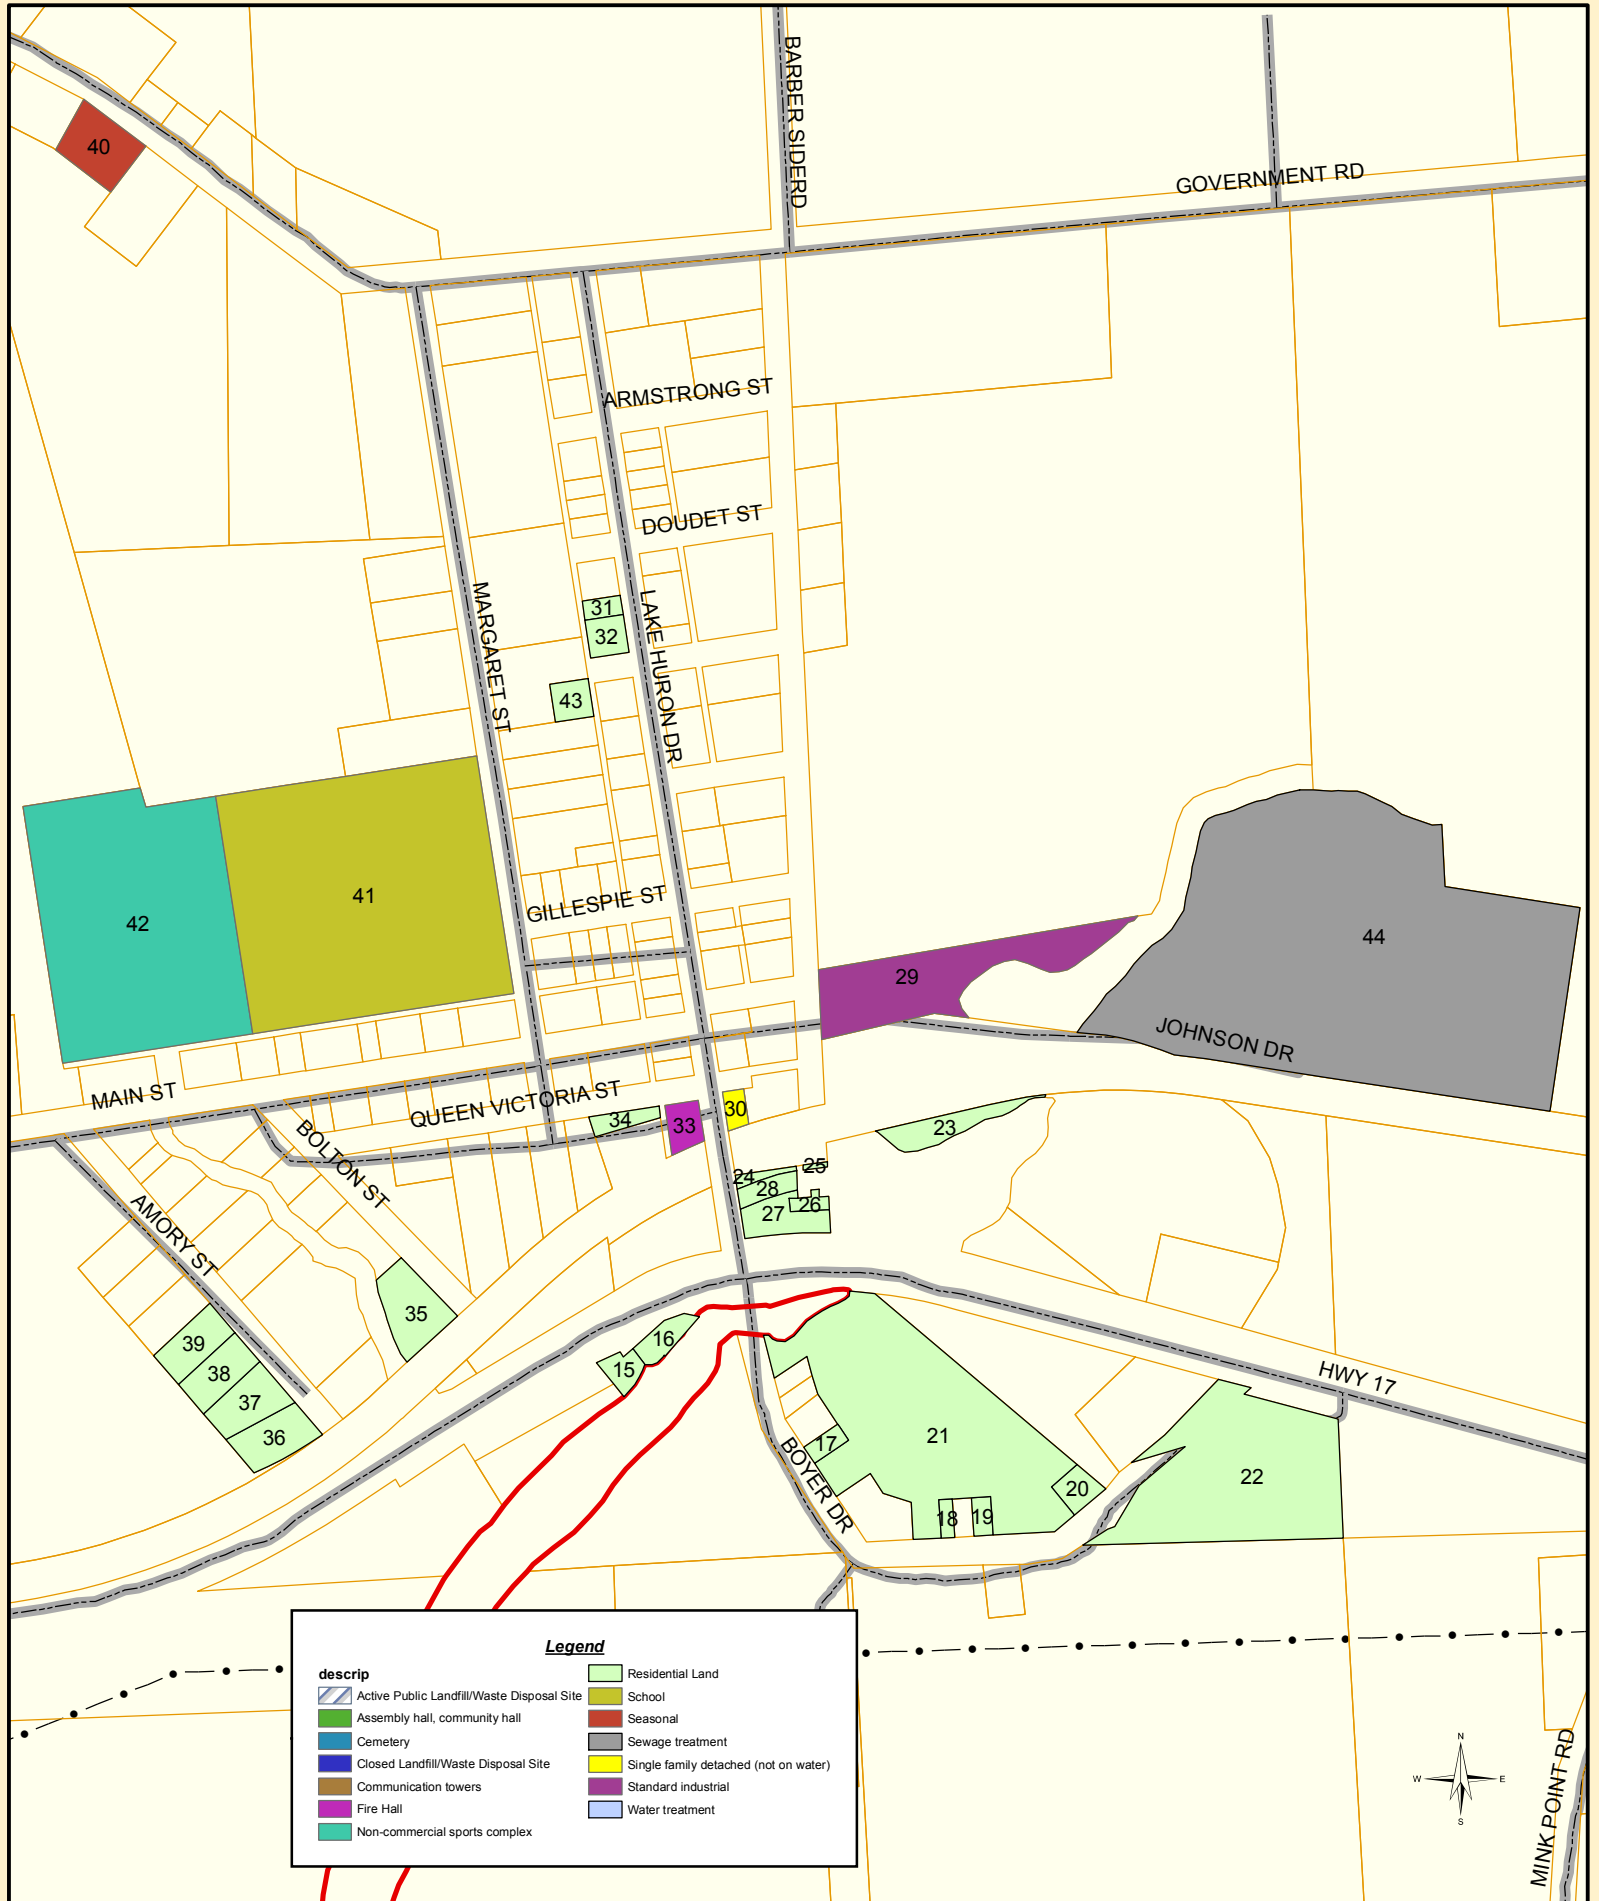 BARBER SIDERD
GOVERNMENT RD
40
ARMSTRONG ST
DOUDET ST
MARGARET ST
LAKE HURON DR
31
32
43
41
42
GILLESPIE ST
44
29
JOHNSON DR
MAIN ST
QUEEN VICTORIA ST
30
34
33
23
BOLTON ST
24
25
28
26
27
AMORY ST
35
39
38
37
36
16
15
HWY 17
21
17
BOYER DR
22
20
18
19
Legend
descrip
Active Public Landfill/Waste Disposal Site
Assembly hall, community hall
Cemetery
Closed Landfill/Waste Disposal Site
Communication towers
Fire Hall
Non-commercial sports complex
Residential Land
School
Seasonal
Sewage treatment
Single family detached (not on water)
Standard industrial
Water treatment
N
W
E
S
MINK POINT RD